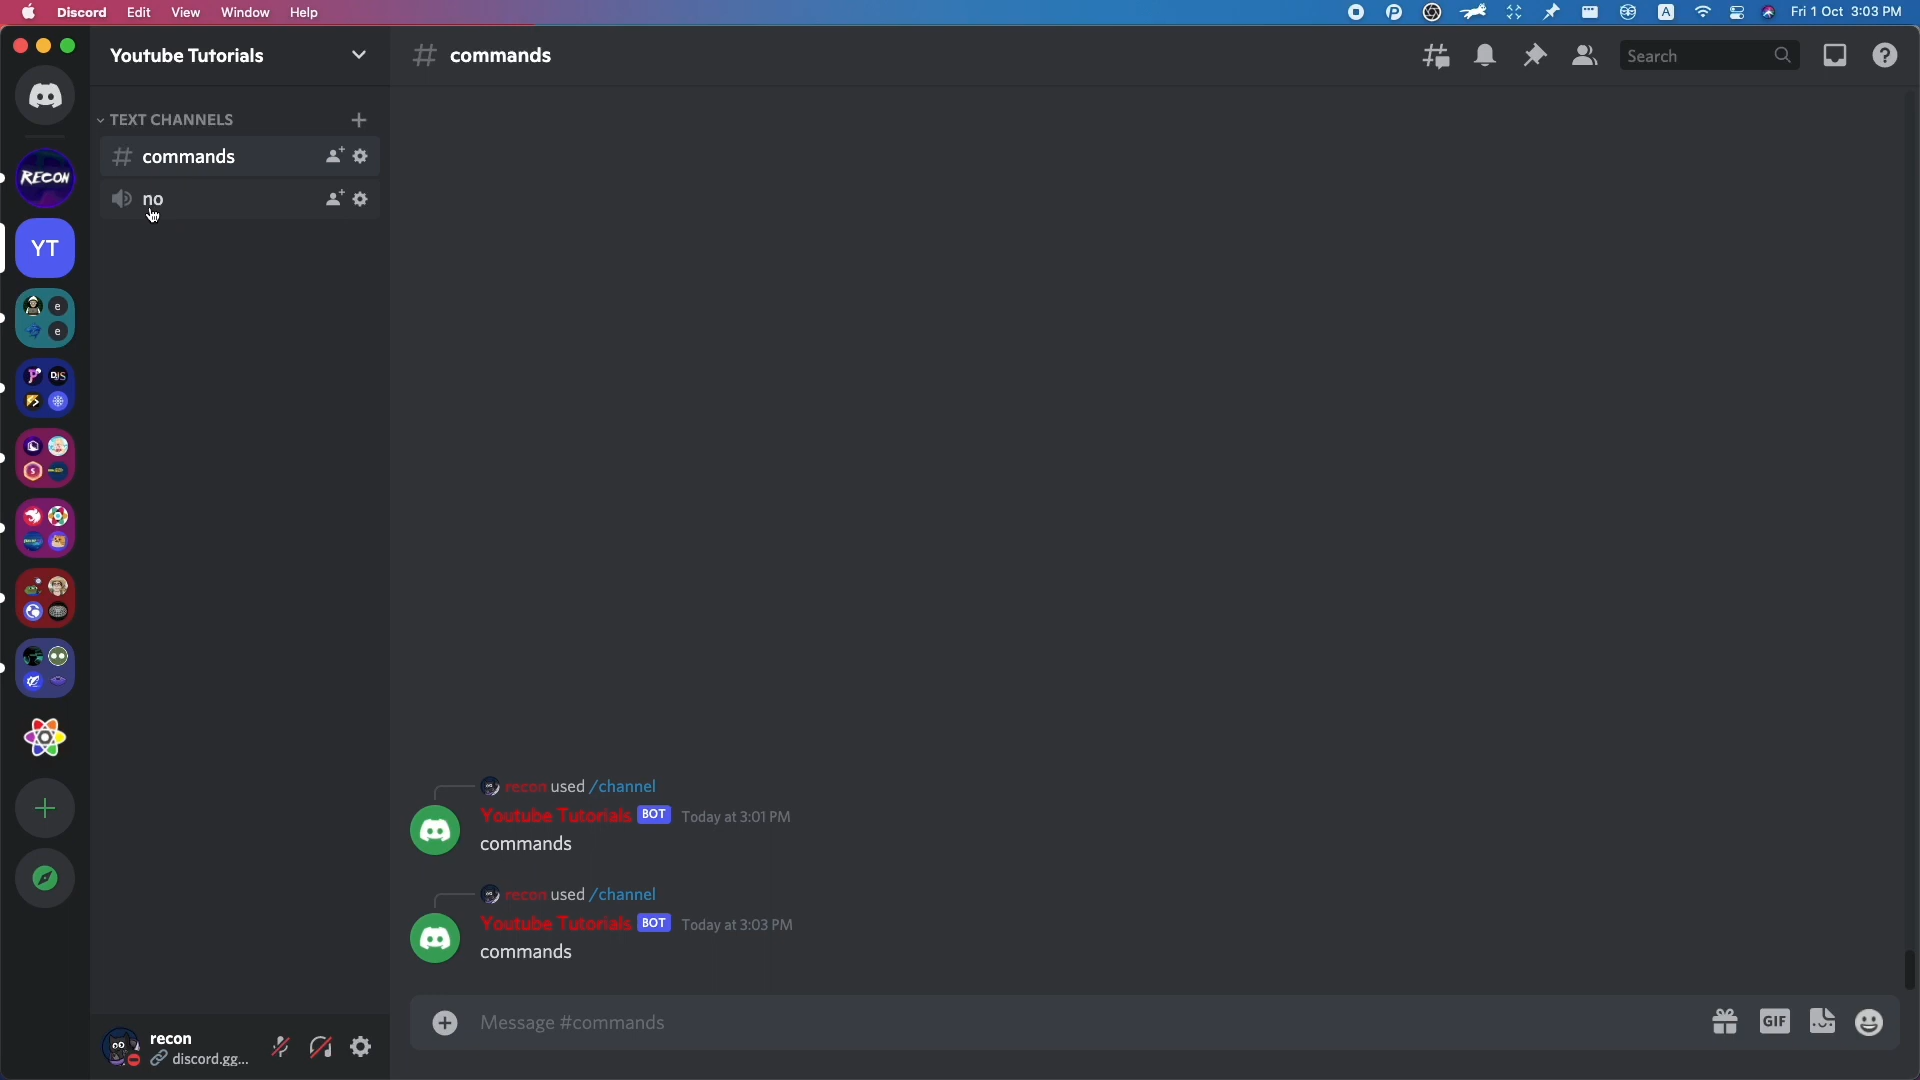 Discord Edit View Window Help
A Fri 1 Oct 3:03 PM
Youtube Tutorials
commands
Search
TEXT CHANNELS
commands
no
RECON
YT
e
e
DJS
recon used /channel
Youtube Tutorials BOT Today at 3:01 PM
commands
recon used /channel
Youtube Tutorials BOT Today at 3:03 PM
commands
Message #commands
GIF
recon
discord.gg...